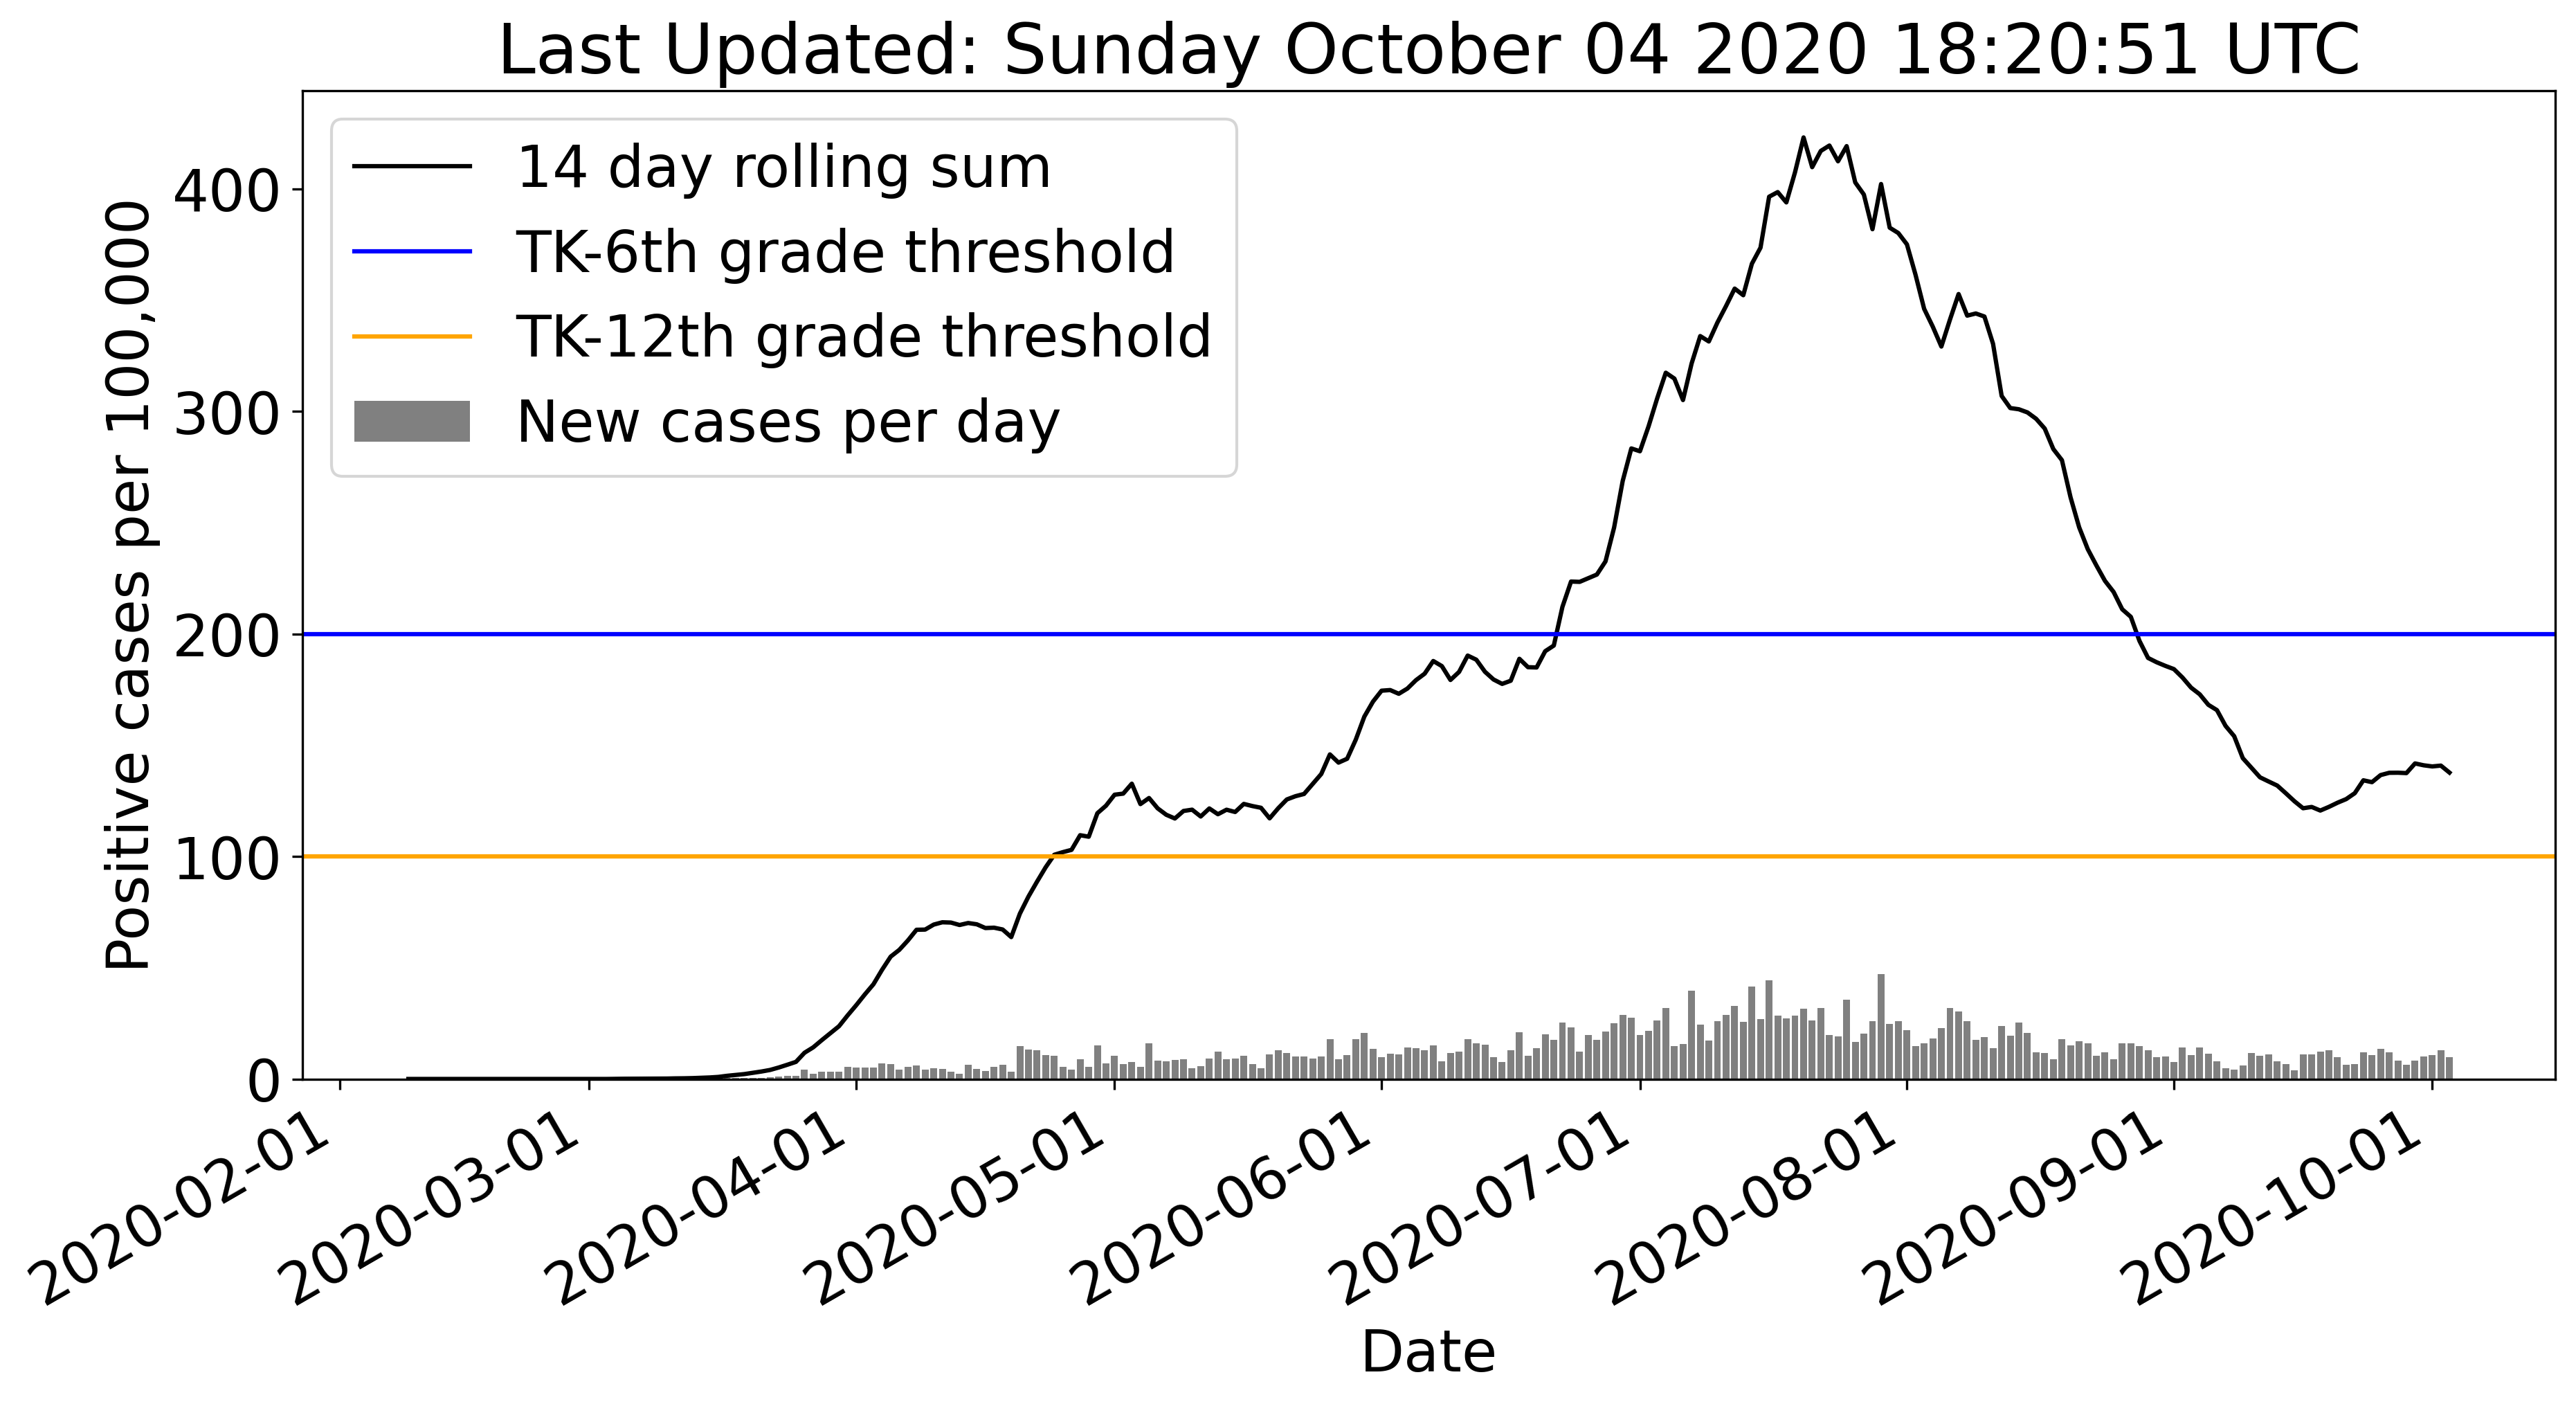 Last Updated: Sunday October 04 2020 18:20:51 UTC
14 day rolling sum
TK-6th grade threshold
TK-12th grade threshold
New cases per day
Positive cases per 100,000
400
300
200
100
0
2020-02-01
2020-03-01
2020-04-01
2020-05-01
2020-06-01
2020-07-01
2020-08-01
2020-09-01
2020-10-01
Date